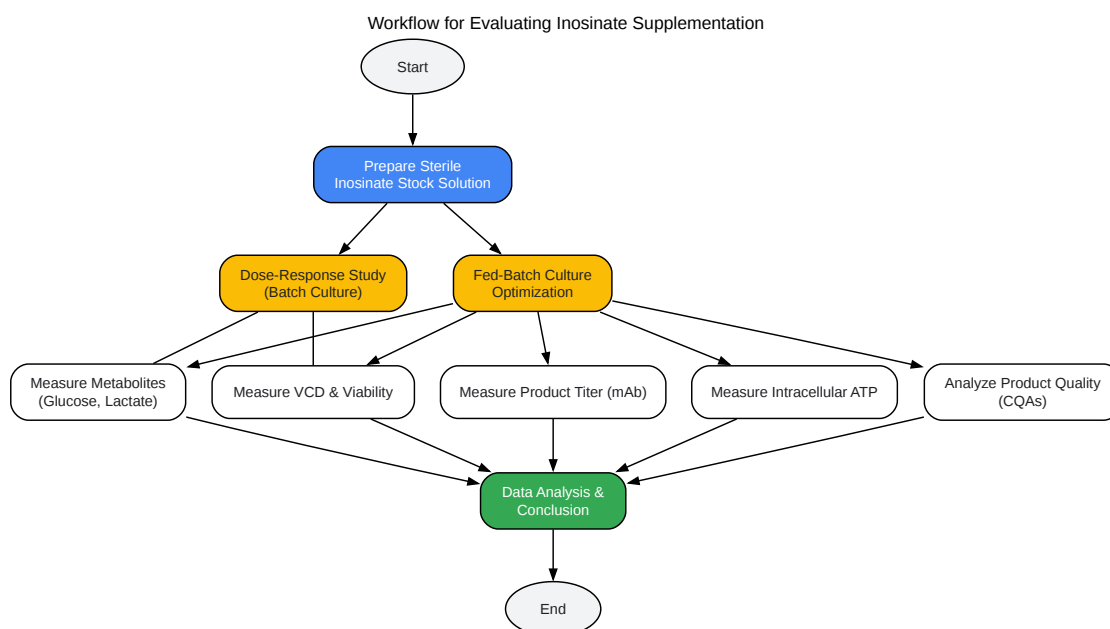 Workflow for Evaluating Inosinate Supplementation
Start
Prepare Sterile
Inosinate Stock Solution
Dose-Response Study
(Batch Culture)
Fed-Batch Culture
Optimization
Measure Metabolites
(Glucose, Lactate)
Measure VCD & Viability
Measure Product Titer (mAb)
Measure Intracellular ATP
Analyze Product Quality
(CQAs)
Data Analysis &
Conclusion
End